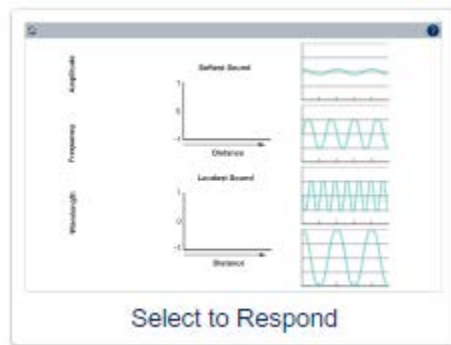 Amplitude
Frequency
Wavelength
Softest Sound
1
0
-1
Distance
Loudest Sound
1
0
-1
Distance
?
Select to Respond